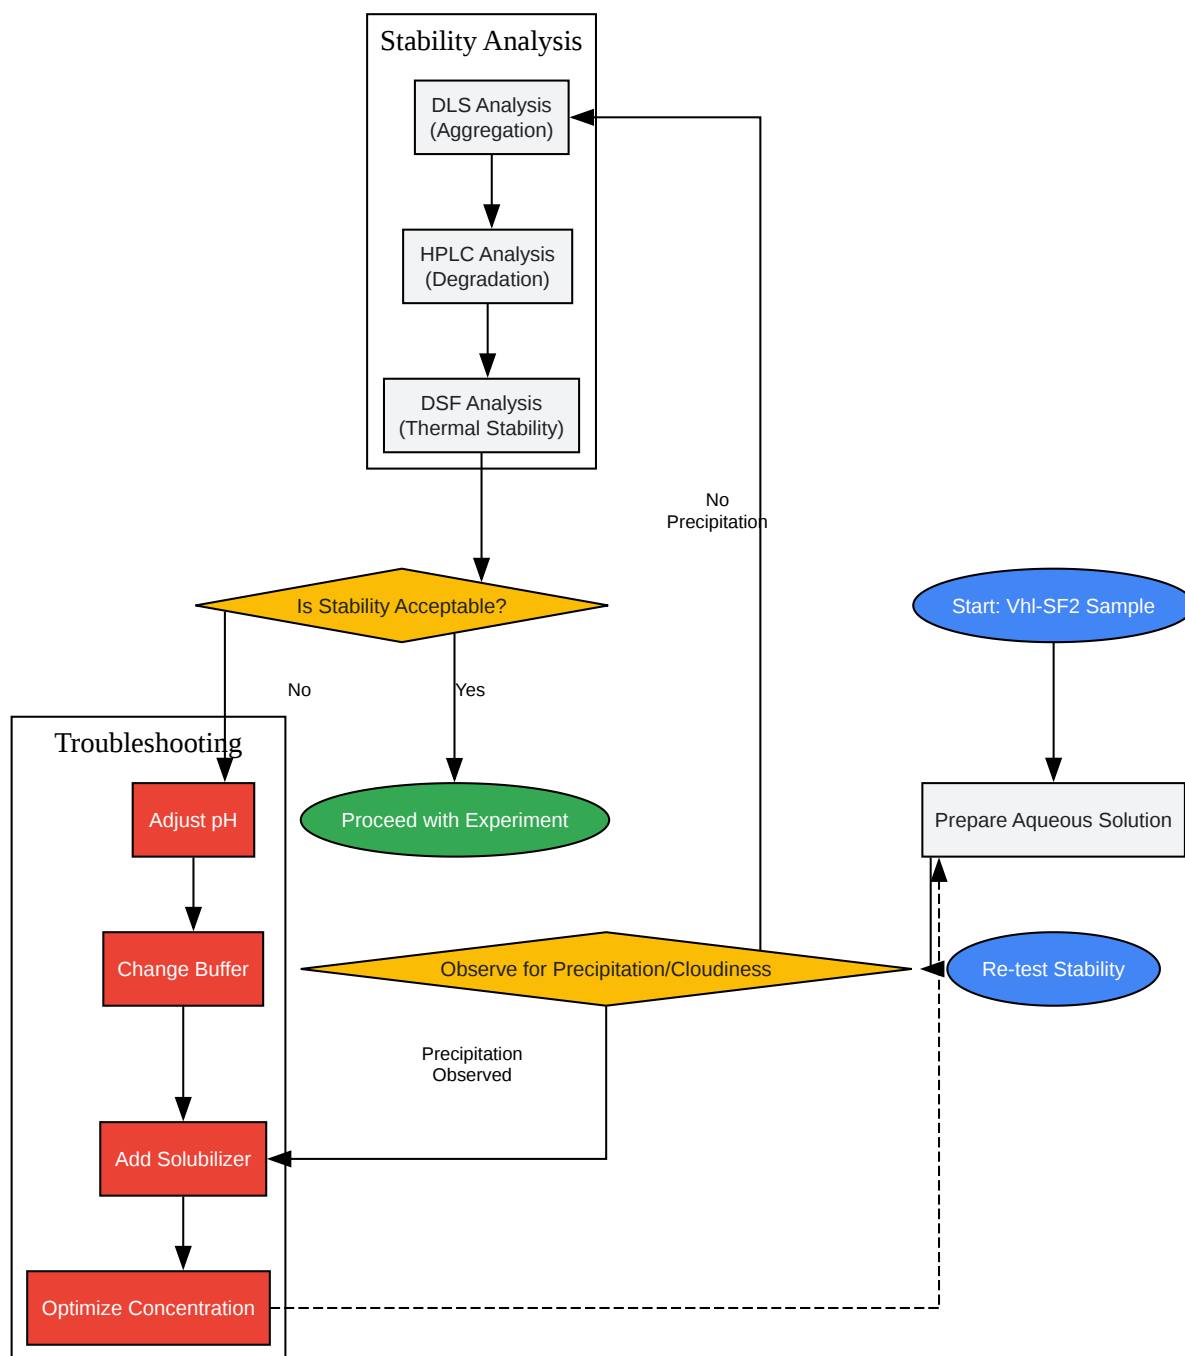 Stability Analysis
DLS Analysis
(Aggregation)
HPLC Analysis
(Degradation)
DSF Analysis
(Thermal Stability)
No
Precipitation
Is Stability Acceptable?
Start: Vhl-SF2 Sample
No
Yes
Troubleshooting
Adjust pH
Proceed with Experiment
Prepare Aqueous Solution
Change Buffer
Observe for Precipitation/Cloudiness
Re-test Stability
Precipitation
Observed
Add Solubilizer
Optimize Concentration